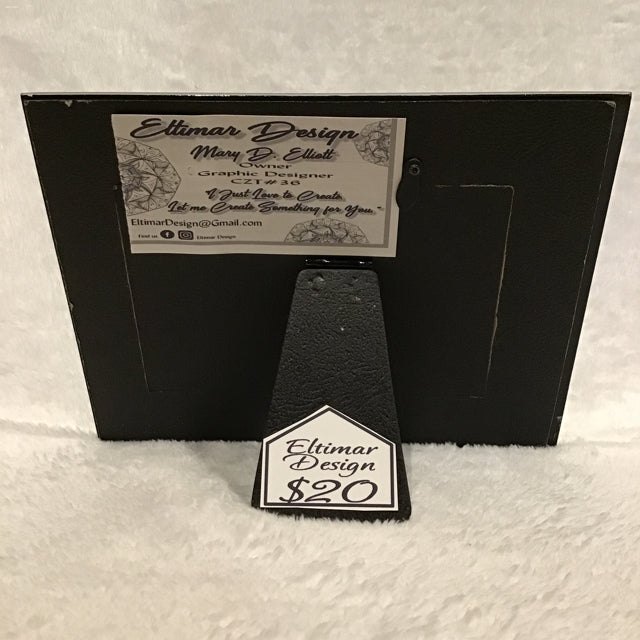 Eltimar Design
Mary D. Elliott
Owner
Graphic Designer
CZT# 36
"I Just Love to Create,
Let me Create Something for You."
EltimarDesign@Gmail.com
Find us Eltimar Design
Eltimar
Design
$20